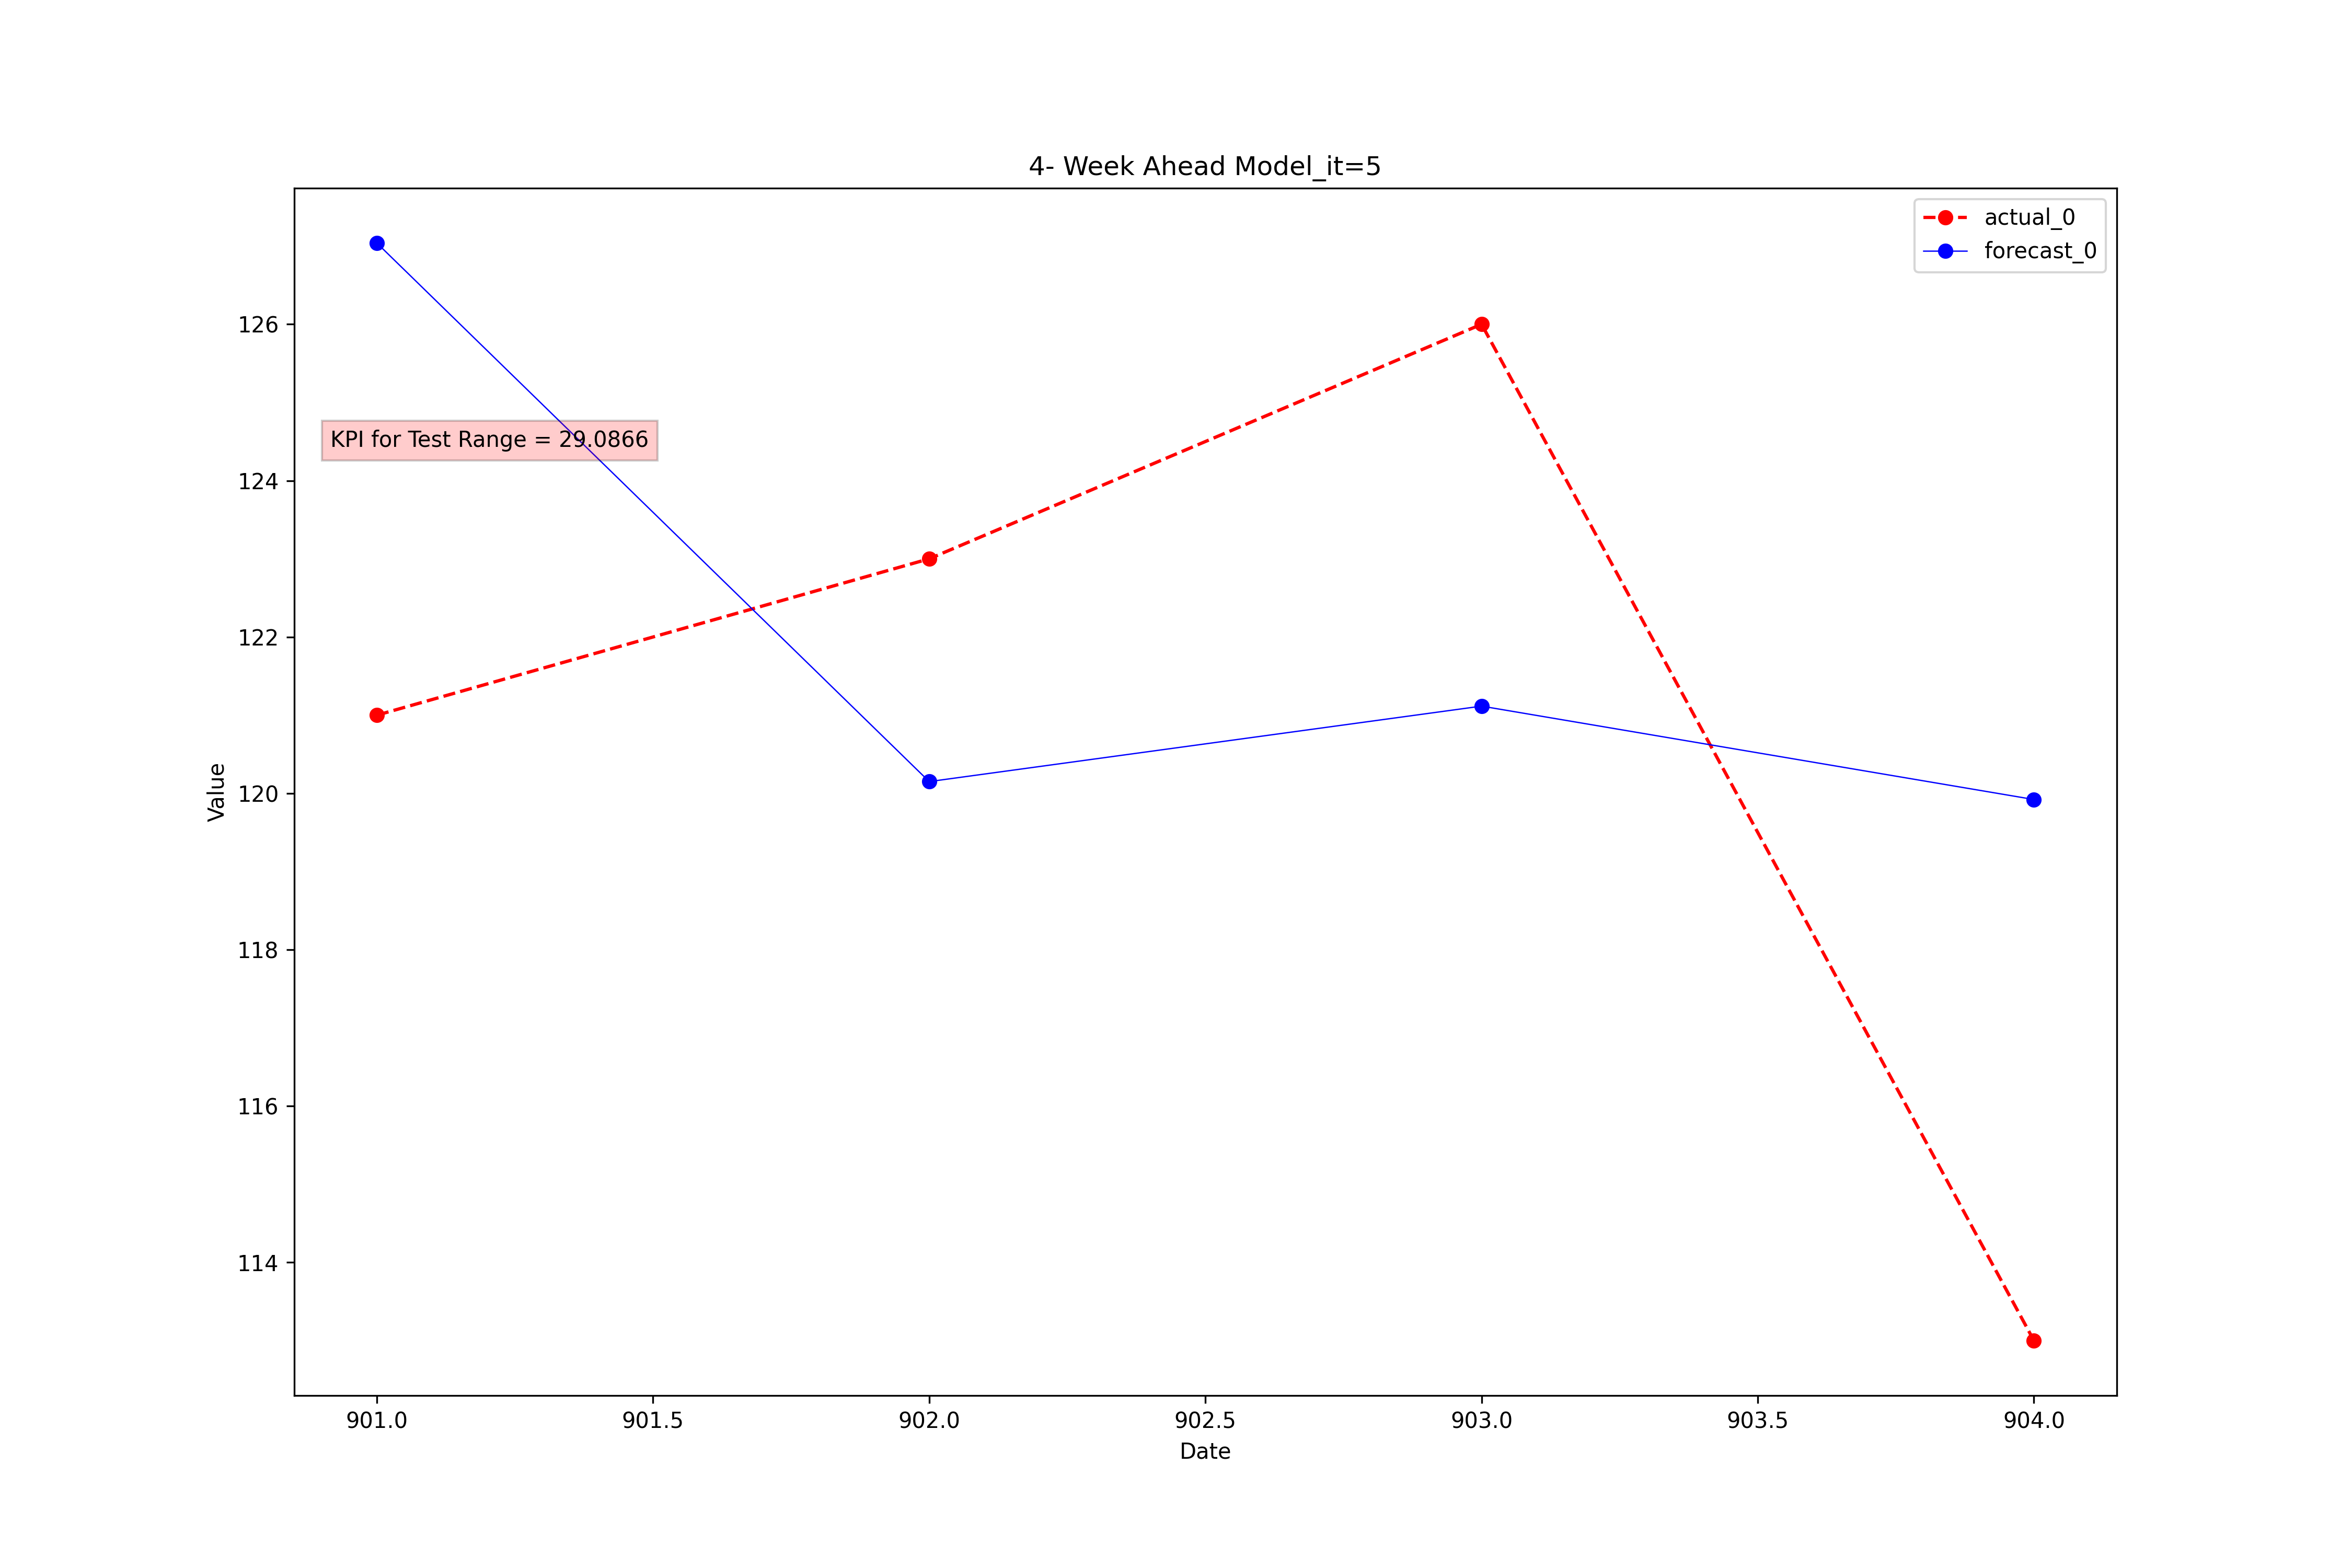 4- Week Ahead Model_it=5
actual_0
forecast_0
KPI for Test Range = 29.0866
Value
126
124
122
120
118
116
114
901.0 901.5 902.0 902.5 903.0 903.5 904.0
Date